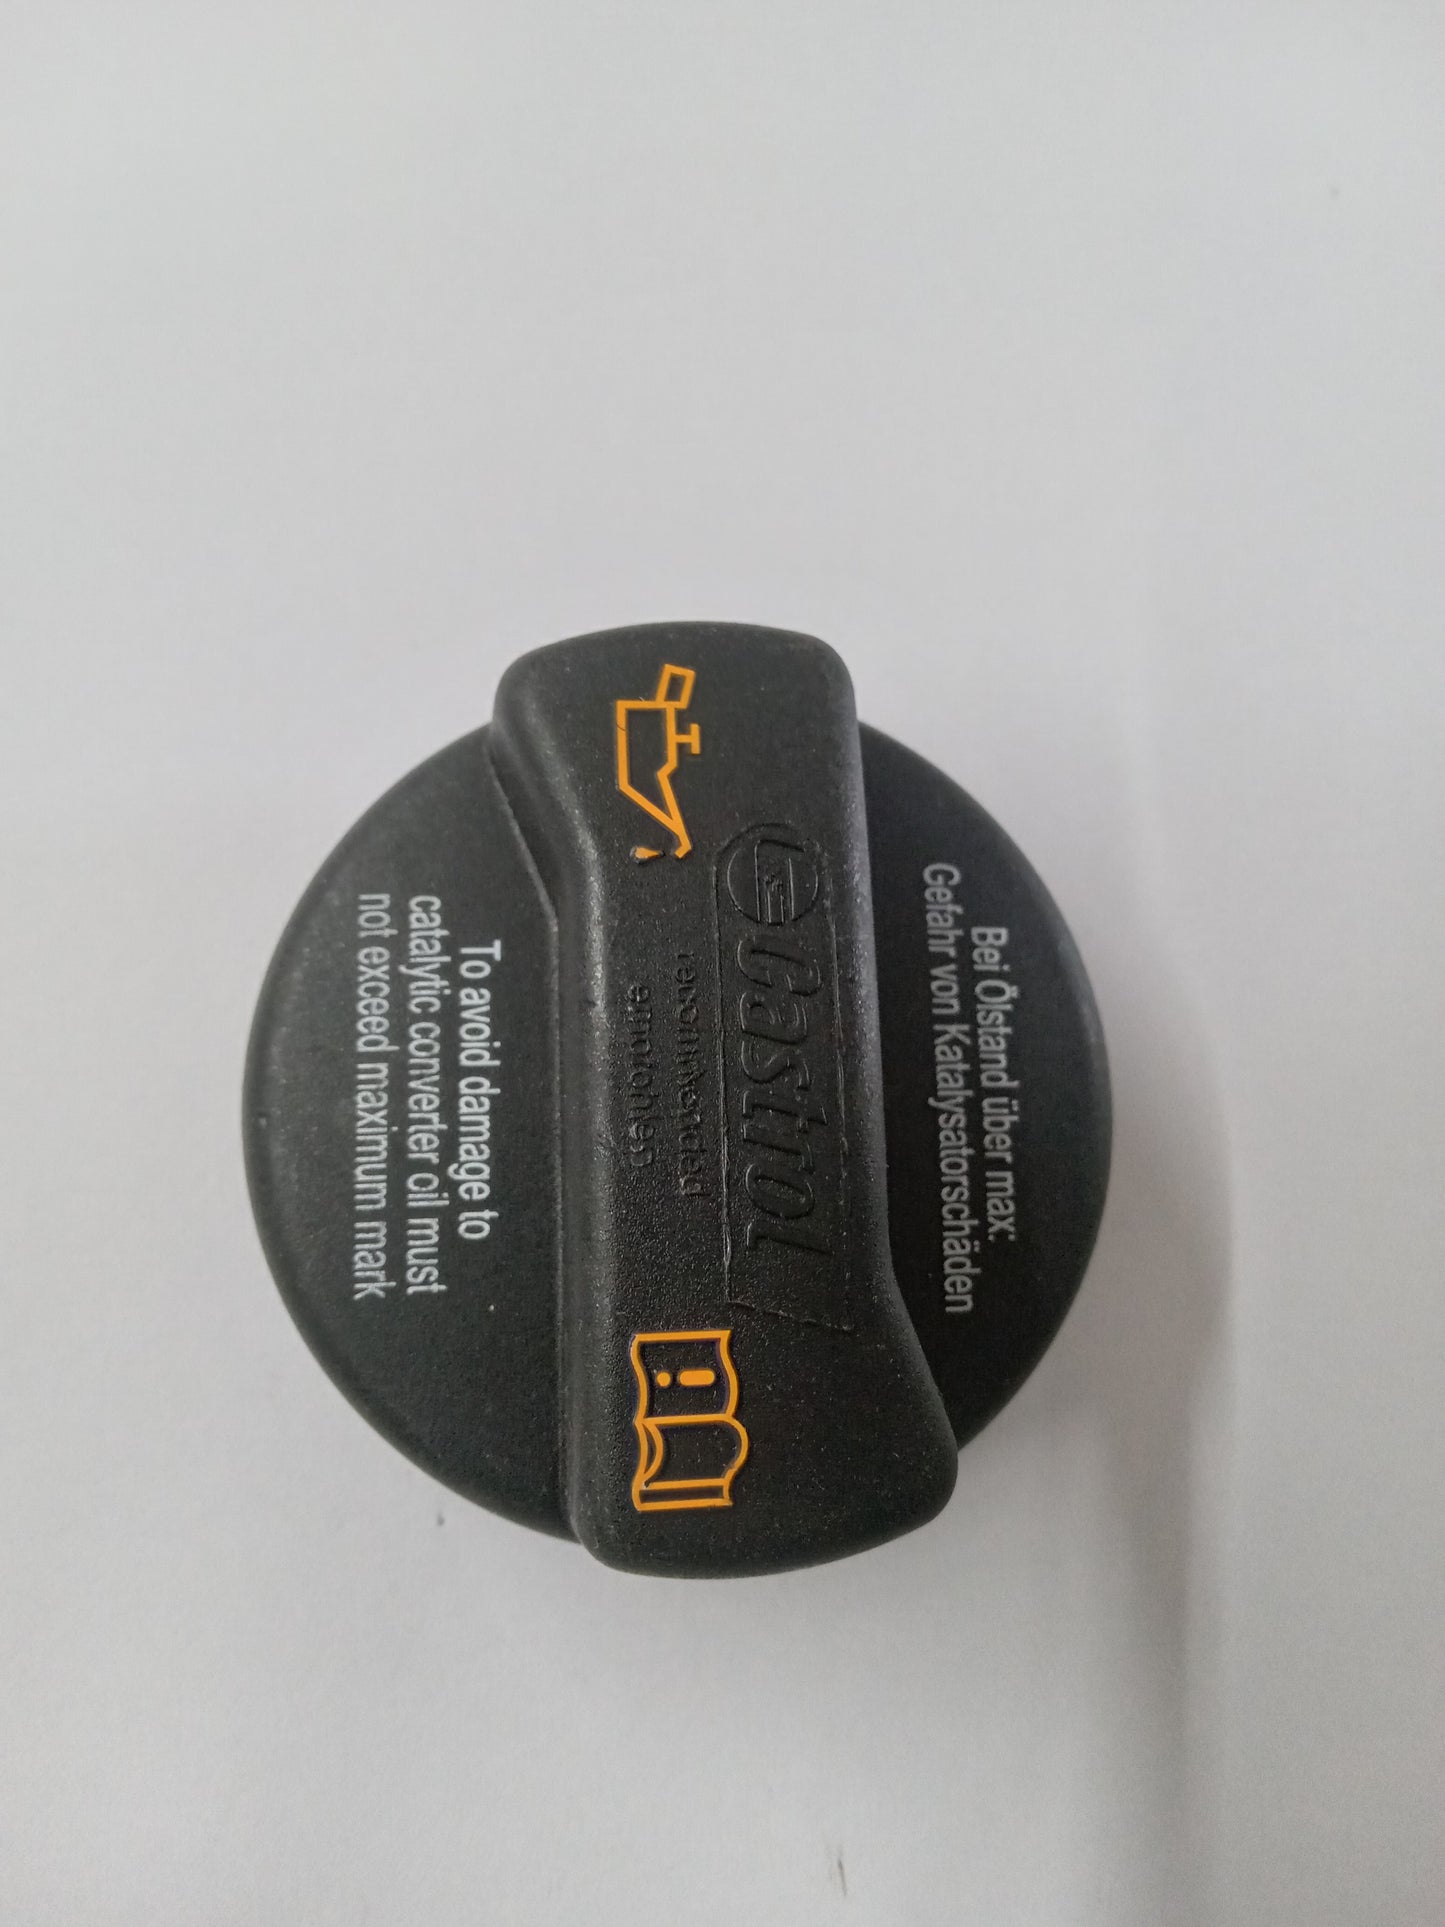 Bei Ölstand über max:
Gefahr von Katalysatorschäden
Castrol
recommended
empfohlen
To avoid damage to
catalytic converter oil must
not exceed maximum mark